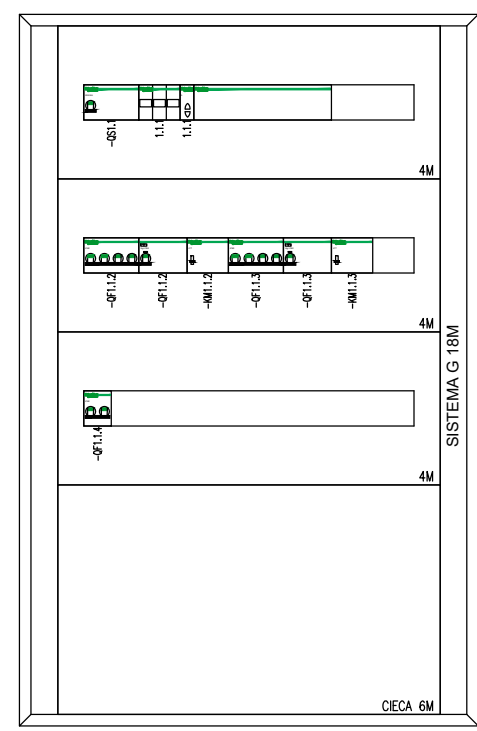 -QS1.1
1.1.1
1.1.1
4M
-QF1.1.2
-QF1.1.2
-KM1.1.2
-QF1.1.3
-QF1.1.3
-KM1.1.3
4M
SISTEMA G 18M
-QF1.1.4
4M
CIECA 6M